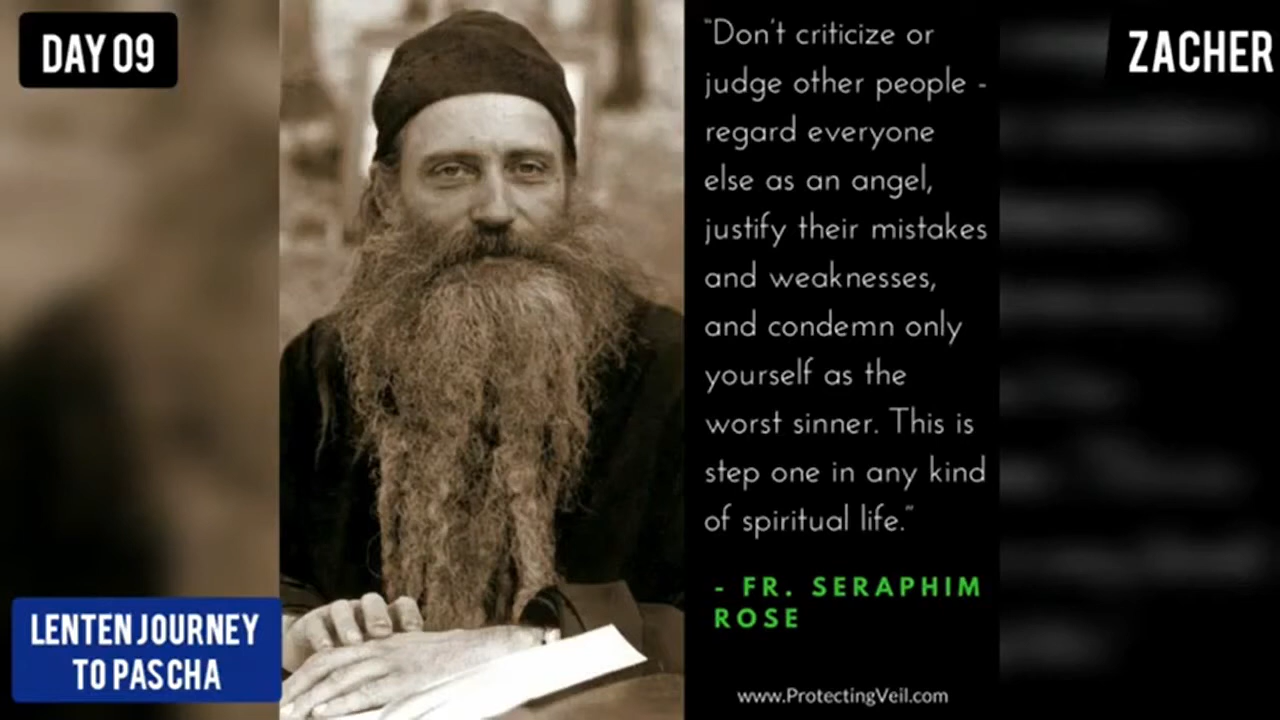 DAY 09
ZACHER
“Don’t criticize or
judge other people -
regard everyone
else as an angel,
justify their mistakes
and weaknesses,
and condemn only
yourself as the
worst sinner. This is
step one in any kind
of spiritual life.”
- FR. SERAPHIM
ROSE
www.ProtectingVeil.com
LENTEN JOURNEY
TO PASCHA